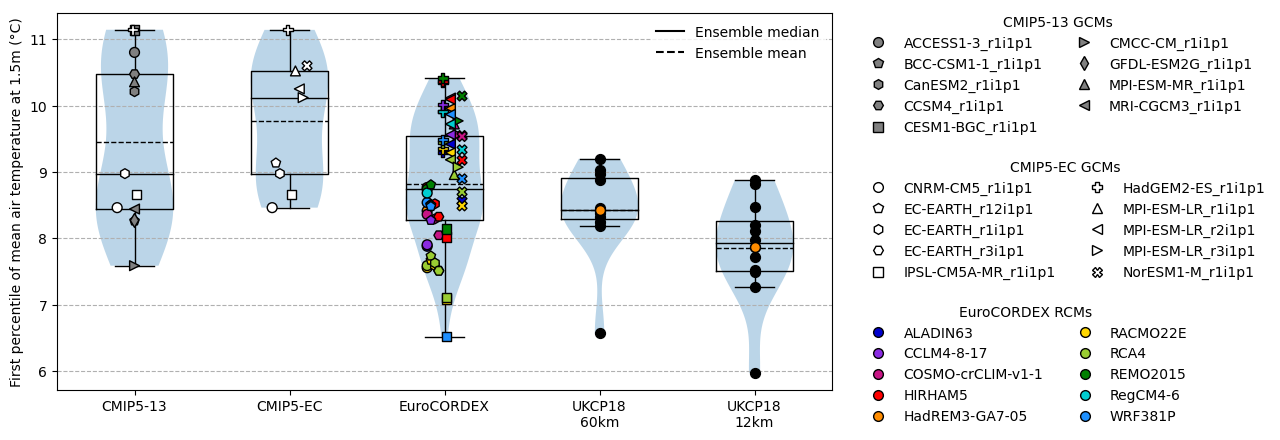 First percentile of mean air temperature at 1.5m (°C)
11
10
9
8
7
6
Ensemble median
Ensemble mean
CMIP5-13
CMIP5-EC
EuroCORDEX
UKCP18
60km
UKCP18
12km
CMIP5-13 GCMs
ACCESS1-3_r1i1p1
BCC-CSM1-1_r1i1p1
CanESM2_r1i1p1
CCSM4_r1i1p1
CESM1-BGC_r1i1p1
CMCC-CM_r1i1p1
GFDL-ESM2G_r1i1p1
MPI-ESM-MR_r1i1p1
MRI-CGCM3_r1i1p1
CMIP5-EC GCMs
CNRM-CM5_r1i1p1
EC-EARTH_r12i1p1
EC-EARTH_r1i1p1
EC-EARTH_r3i1p1
IPSL-CM5A-MR_r1i1p1
HadGEM2-ES_r1i1p1
MPI-ESM-LR_r1i1p1
MPI-ESM-LR_r2i1p1
MPI-ESM-LR_r3i1p1
NorESM1-M_r1i1p1
EuroCORDEX RCMs
ALADIN63
CCLM4-8-17
COSMO-crCLIM-v1-1
HIRHAM5
HadREM3-GA7-05
RACMO22E
RCA4
REMO2015
RegCM4-6
WRF381P